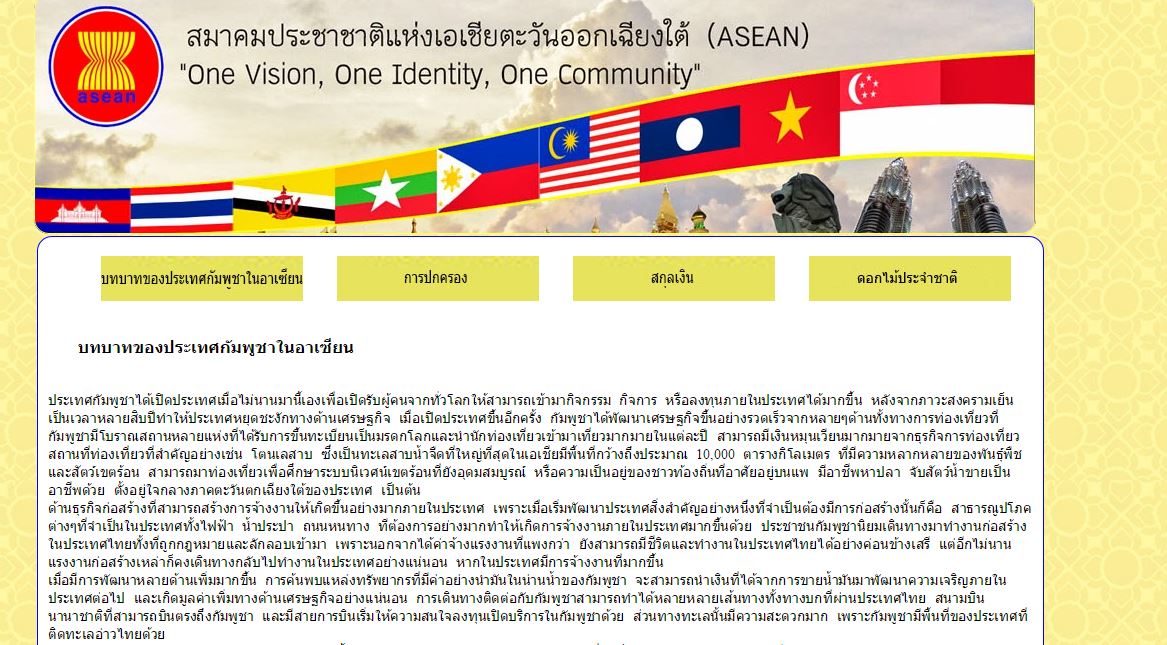 สมาคมประชาชาติแห่งเอเชียตะวันออกเฉียงใต้ (ASEAN)
"One Vision, One Identity, One Community"
asean
บทบาทของประเทศกัมพูชาในอาเซียน
การปกครอง
สกุลเงิน
ดอกไม้ประจำชาติ
บทบาทของประเทศกัมพูชาในอาเซียน
ประเทศกัมพูชาได้เปิดประเทศเมื่อไม่นานมานี้เองเพื่อเปิดรับผู้คนจากทั่วโลกให้สามารถเข้ามากิจกรรม กิจการ หรือลงทุนภายในประเทศได้มากขึ้น หลังจากภาวะสงครามเย็น
เป็นเวลาหลายสิบปีทำให้ประเทศหยุดชะงักทางด้านเศรษฐกิจ เมื่อเปิดประเทศขึ้นอีกครั้ง กัมพูชาได้พัฒนาเศรษฐกิจขึ้นอย่างรวดเร็วจากหลายๆด้านทั้งทางการท่องเที่ยวที่
กัมพูชามีโบราณสถานหลายแห่งที่ได้รับการขึ้นทะเบียนเป็นมรดกโลกและนำนักท่องเที่ยวเข้ามาเที่ยวมากมายในแต่ละปี สามารถมีเงินหมุนเวียนมากมายจากธุรกิจการท่องเที่ยว
สถานที่ท่องเที่ยวที่สำคัญอย่างเช่น โตนเลสาบ ซึ่งเป็นทะเลสาบน้ำจืดที่ใหญ่ที่สุดในเอเชียมีพื้นที่กว้างถึงประมาณ 10,000 ตารางกิโลเมตร ที่มีความหลากหลายของพันธุ์พืช
และสัตว์เขตร้อน สามารถมาท่องเที่ยวเพื่อศึกษาระบบนิเวศน์เขตร้อนที่ยังอุดมสมบูรณ์ หรือความเป็นอยู่ของชาวท้องถิ่นที่อาศัยอยู่บนแพ มีอาชีพหาปลา จับสัตว์น้ำขายเป็น
อาชีพด้วย ตั้งอยู่ใจกลางภาคตะวันตกเฉียงใต้ของประเทศ เป็นต้น
ด้านธุรกิจก่อสร้างที่สามารถสร้างการจ้างงานให้เกิดขึ้นอย่างมากภายในประเทศ เพราะเมื่อเริ่มพัฒนาประเทศสิ่งสำคัญอย่างหนึ่งที่จำเป็นต้องมีการก่อสร้างนั้นก็คือ สาธารณูปโภค
ต่างๆที่จำเป็นในประเทศทั้งไฟฟ้า น้ำประปา ถนนหนทาง ที่ต้องการอย่างมากทำให้เกิดการจ้างงานภายในประเทศมากขึ้นด้วย ประชาชนกัมพูชานิยมเดินทางมาทำงานก่อสร้าง
ในประเทศไทยทั้งที่ถูกกฎหมายและลักลอบเข้ามา เพราะนอกจากได้ค่าจ้างแรงงานที่แพงกว่า ยังสามารถมีชีวิตและทำงานในประเทศไทยได้อย่างค่อนข้างเสรี แต่อีกไม่นาน
แรงงานก่อสร้างเหล่าก็คงเดินทางกลับไปทำงานในประเทศอย่างแน่นอน หากในประเทศมีการจ้างงานที่มากขึ้น
เมื่อมีการพัฒนาหลายด้านเพิ่มมากขึ้น การค้นพบแหล่งทรัพยากรที่มีค่าอย่างน้ำมันในน่านน้ำของกัมพูชา จะสามารถนำเงินที่ได้จากการขายน้ำมันมาพัฒนาความเจริญภายใน
ประเทศต่อไป และเกิดมูลค่าเพิ่มทางด้านเศรษฐกิจอย่างแน่นอน การเดินทางติดต่อกับกัมพูชาสามารถทำได้หลายหลายเส้นทางทั้งทางบกที่ผ่านประเทศไทย สนามบิน
นานาชาติที่สามารถบินตรงถึงกัมพูชา และมีสายการบินเริ่มให้ความสนใจลงทุนเปิดบริการในกัมพูชาด้วย ส่วนทางทะเลนั้นมีความสะดวกมาก เพราะกัมพูชามีพื้นที่ของประเทศที่
ติดทะเลอ่าวไทยด้วย